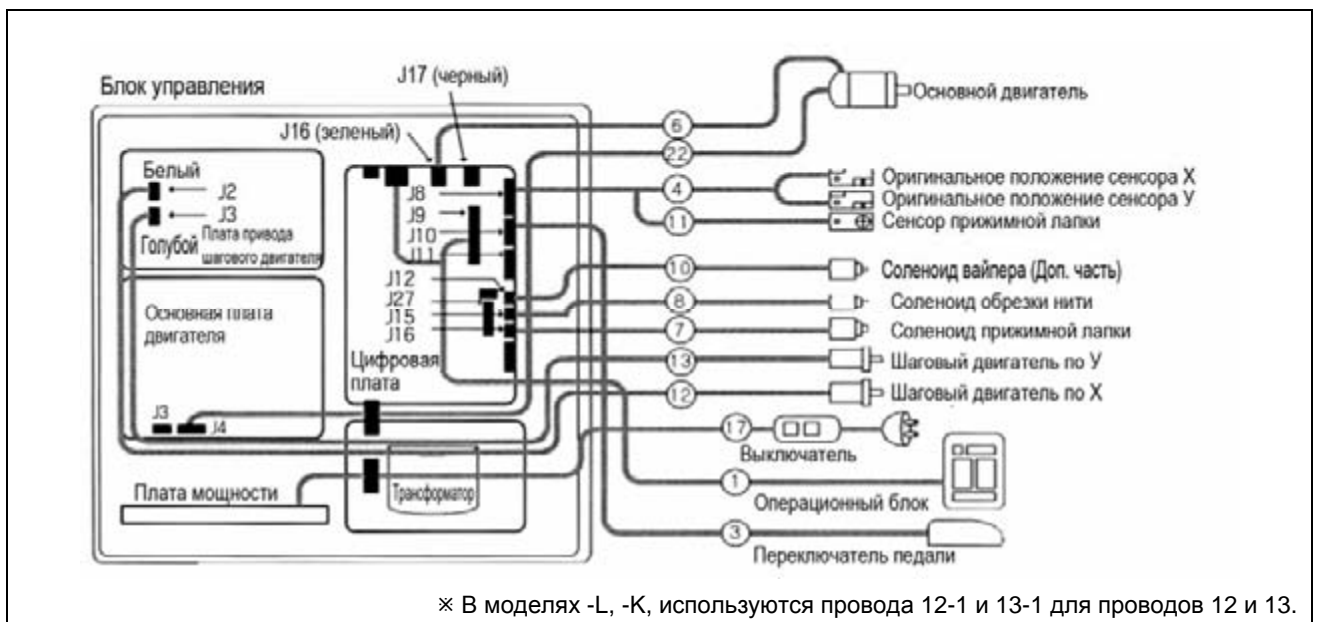 Блок управления
J17 (черный)
J16 (зеленый)
Белый
J2
J3
Голубой
Плата привода
шагового двигателя
Основная плата
двигателя
J3
J4
Плата мощности
J8
J9
J10
J11
J12
J27
J15
J16
Цифровая
плата
Трансформатор
6
Основной двигатель
22
4
Оригинальное положение сенсора X
Оригинальное положение сенсора У
11
Сенсор прижимной лапки
10
Соленоид вайпера (Доп. часть)
8
Соленоид обрезки нити
7
Соленоид прижимной лапки
13
Шаговый двигатель по У
12
Шаговый двигатель по X
17
Выключатель
1
Операционный блок
3
Переключатель педали
※ В моделях -L, -K, используются провода 12-1 и 13-1 для проводов 12 и 13.